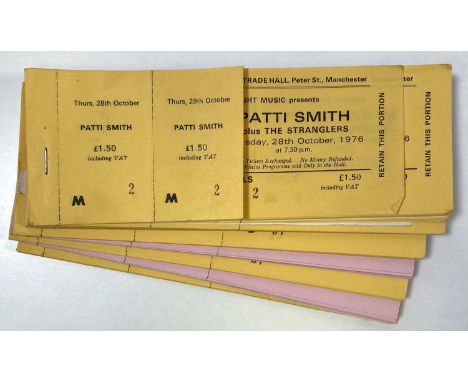 Thurs, 28th October
PATTI SMITH
£1.50
including VAT
M 2
Thurs, 28th October
PATTI SMITH
£1.50
including VAT
M 2
TRADE HALL, Peter St., Manchester
GHT MUSIC presents
PATTI SMITH
plus THE STRANGLERS
rsday, 28th October, 1976
at 7.30 p.m.
Tickets Exchanged. No Money Refunded.
Official Programme sold Only in the Hall.
LS £1.50
2 including VAT
RETAIN THIS PORTION
chester
H
S
976
RETAIN THIS PORTION